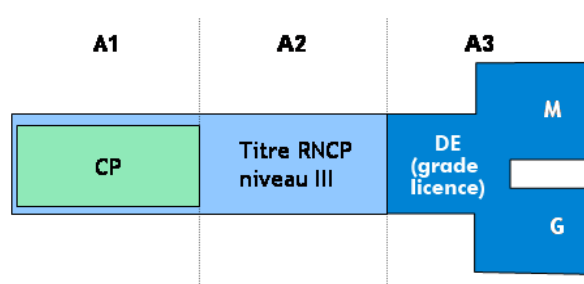 A1 A2 A3
CP
Titre RNCP
niveau III
DE
(grade
licence)
M
G